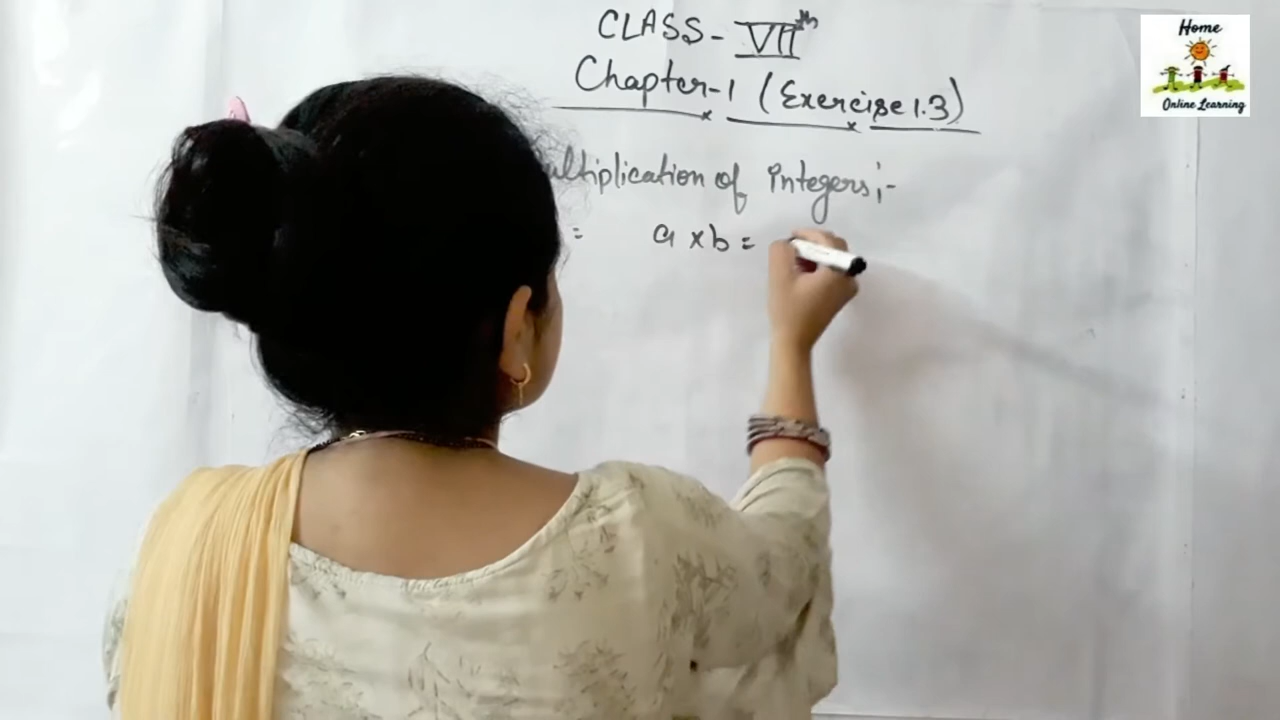 CLASS - VIIth
Chapter-1 (Exercise 1.3)
ultiplication of Integers;-
= a x b =
Home
Online Learning